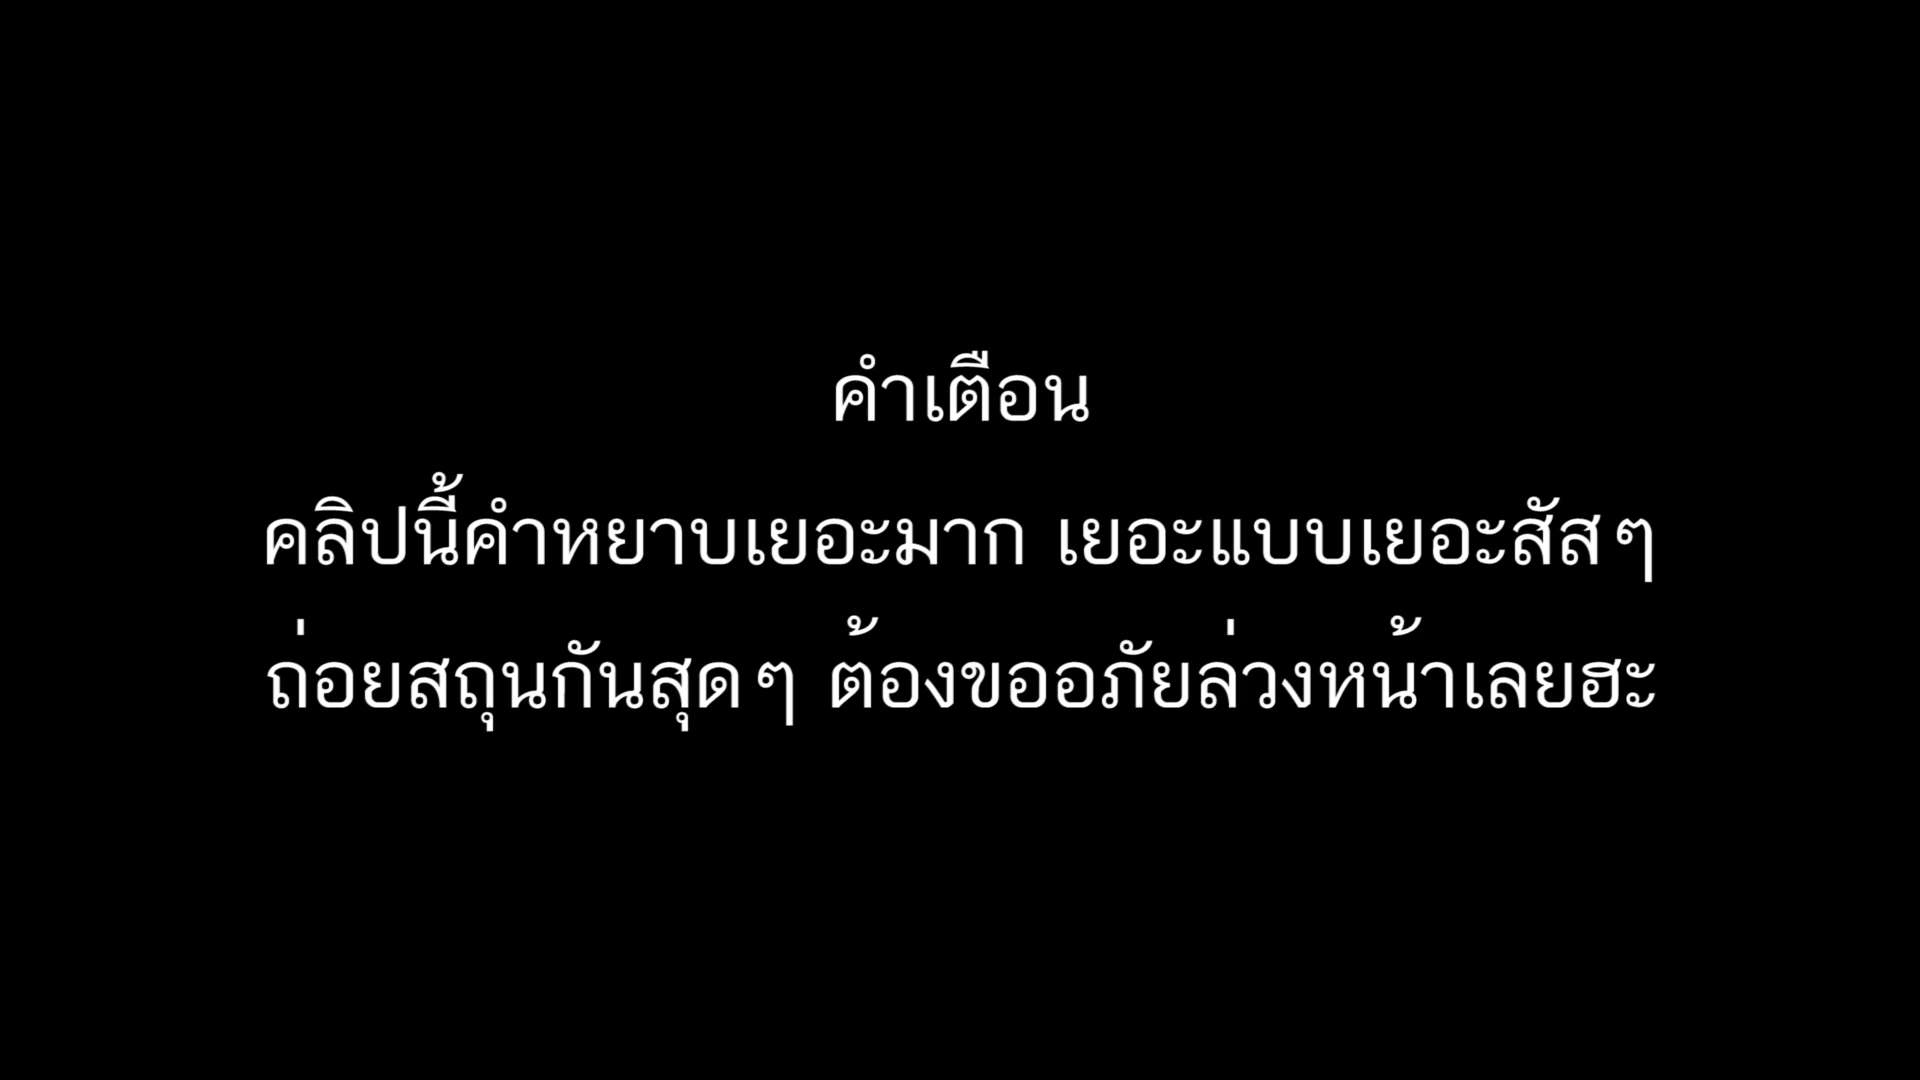 คำเตือน
คลิปนี้คำหยาบเยอะมาก เยอะแบบเยอะสัสๆ
ถ่อยสถุนกันสุดๆ ต้องขออภัยล่วงหน้าเลยฮะ